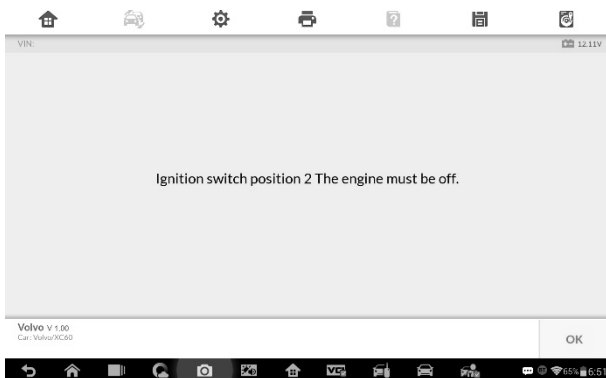 VIN:
12.11V
Ignition switch position 2 The engine must be off.
Volvo V 1.00
Car: Volvo/XC60
OK
VCI
65% 6:51